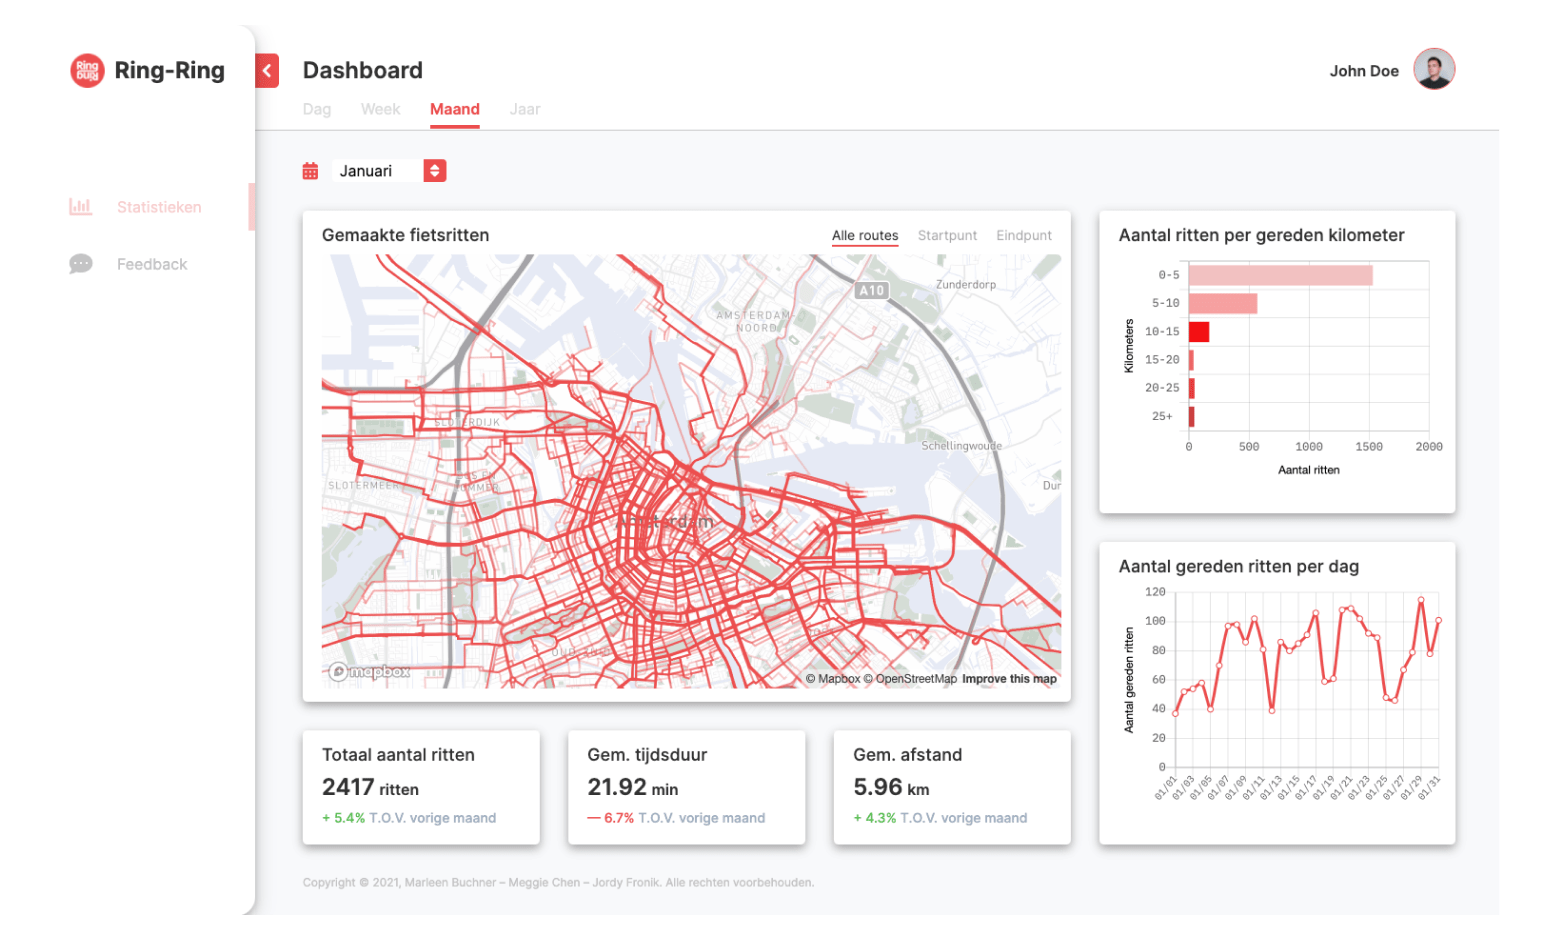 Ring-Ring
Statistieken
Feedback
Dashboard
John Doe
Dag Week Maand Jaar
Januari
Gemaakte fietsritten
Alle routes Startpunt Eindpunt
A10
Zunderdorp
AMSTERDAM-
NOORD
SLOTERDIJK
Schellingwoude
SLOTERMEER
Dur
Amsterdam
mapbox
© Mapbox © OpenStreetMap Improve this map
Totaal aantal ritten
2417 ritten
+ 5.4% T.O.V. vorige maand
Gem. tijdsduur
21.92 min
— 6.7% T.O.V. vorige maand
Gem. afstand
5.96 km
+ 4.3% T.O.V. vorige maand
Aantal ritten per gereden kilometer
Kilometers
0-5
5-10
10-15
15-20
20-25
25+
0 500 1000 1500 2000
Aantal ritten
Aantal gereden ritten per dag
Aantal gereden ritten
120
100
80
60
40
20
0
01/01 01/03 01/05 01/07 01/09 01/11 01/13 01/15 01/17 01/19 01/21 01/23 01/25 01/27 01/29 01/31
Copyright © 2021, Marleen Buchner – Meggie Chen – Jordy Fronik. Alle rechten voorbehouden.